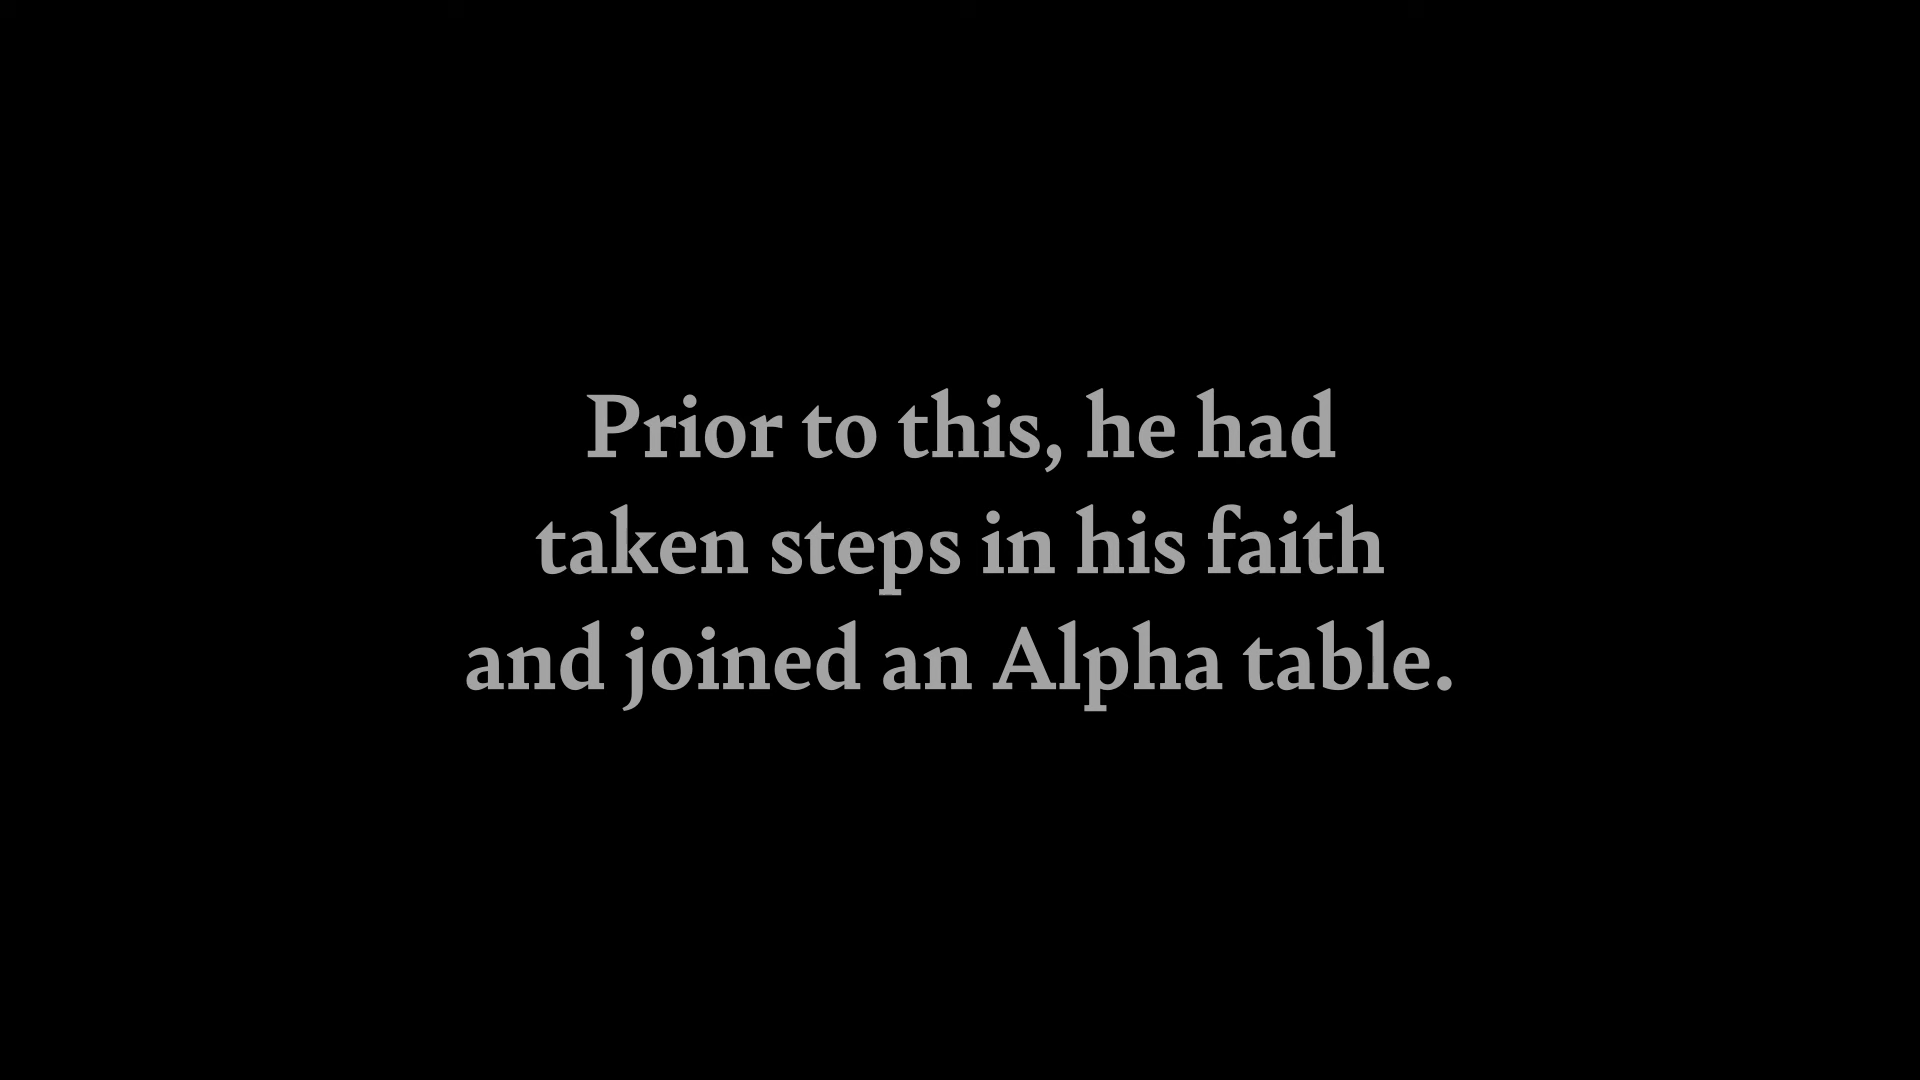 Prior to this, he had
taken steps in his faith
and joined an Alpha table.